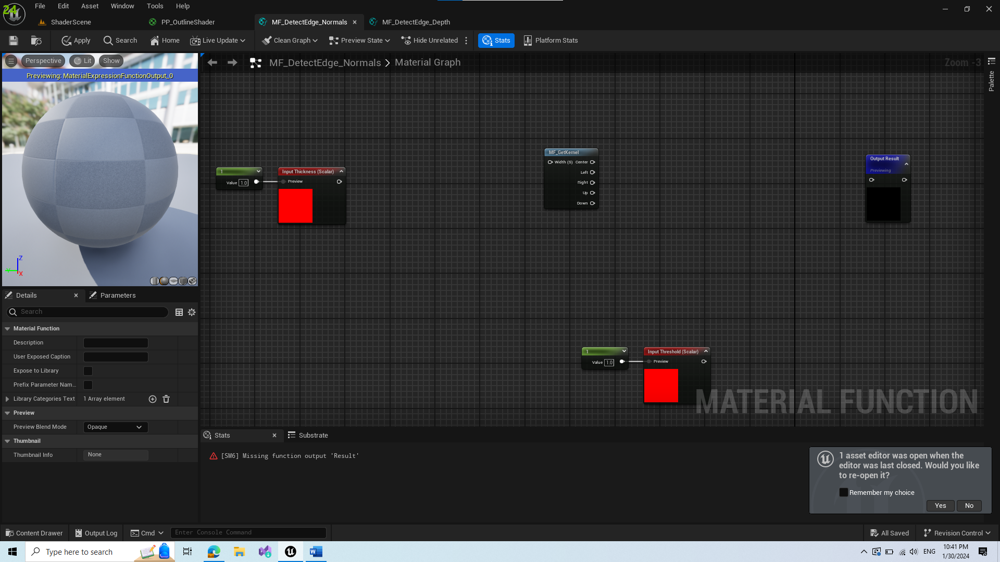 24
File Edit Asset Window Tools Help
ShaderScene
PP_OutlineShader
MF_DetectEdge_Normals
MF_DetectEdge_Depth
Apply Search Home Live Update Clean Graph Preview State Hide Unrelated Stats Platform Stats
Perspective Lit Show
Previewing: MaterialExpressionFunctionOutput_0
Z
X
MF_DetectEdge_Normals > Material Graph
Zoom -3
Palette
1
Value 1.0
Input Thickness (Scalar)
Preview
MF_GetKernel
Width (S) Center
Left
Right
Up
Down
Output Result
Previewing
1
Value 1.0
Input Threshold (Scalar)
Preview
MATERIAL FUNCTION
Details Parameters
Search
Material Function
Description
User Exposed Caption
Expose to Library
Prefix Parameter Nam...
Library Categories Text 1 Array element
Preview
Preview Blend Mode Opaque
Thumbnail
Thumbnail Info None
Stats Substrate
[SM6] Missing function output 'Result'
1 asset editor was open when the
editor was last closed. Would you like
to re-open it?
Remember my choice
Yes No
Content Drawer Output Log Cmd Enter Console Command
All Saved Revision Control
Type here to search
ENG
10:41 PM
1/30/2024